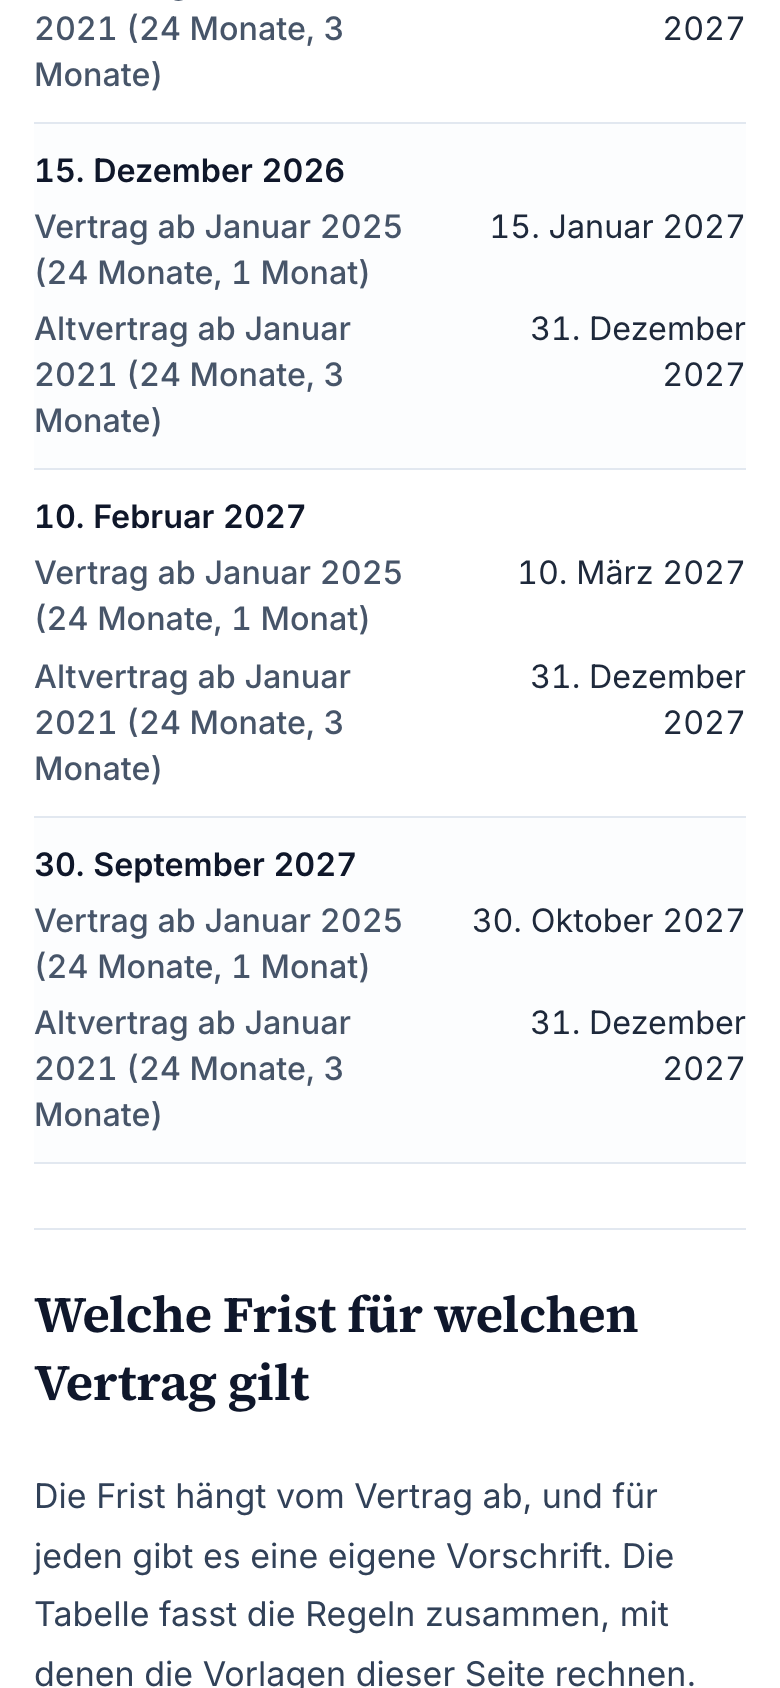 2021 (24 Monate, 3 2027
Monate)
15. Dezember 2026
Vertrag ab Januar 2025 15. Januar 2027
(24 Monate, 1 Monat)
Altvertrag ab Januar 31. Dezember
2021 (24 Monate, 3 2027
Monate)
10. Februar 2027
Vertrag ab Januar 2025 10. März 2027
(24 Monate, 1 Monat)
Altvertrag ab Januar 31. Dezember
2021 (24 Monate, 3 2027
Monate)
30. September 2027
Vertrag ab Januar 2025 30. Oktober 2027
(24 Monate, 1 Monat)
Altvertrag ab Januar 31. Dezember
2021 (24 Monate, 3 2027
Monate)
Welche Frist für welchen
Vertrag gilt
Die Frist hängt vom Vertrag ab, und für
jeden gibt es eine eigene Vorschrift. Die
Tabelle fasst die Regeln zusammen, mit
denen die Vorlagen dieser Seite rechnen.